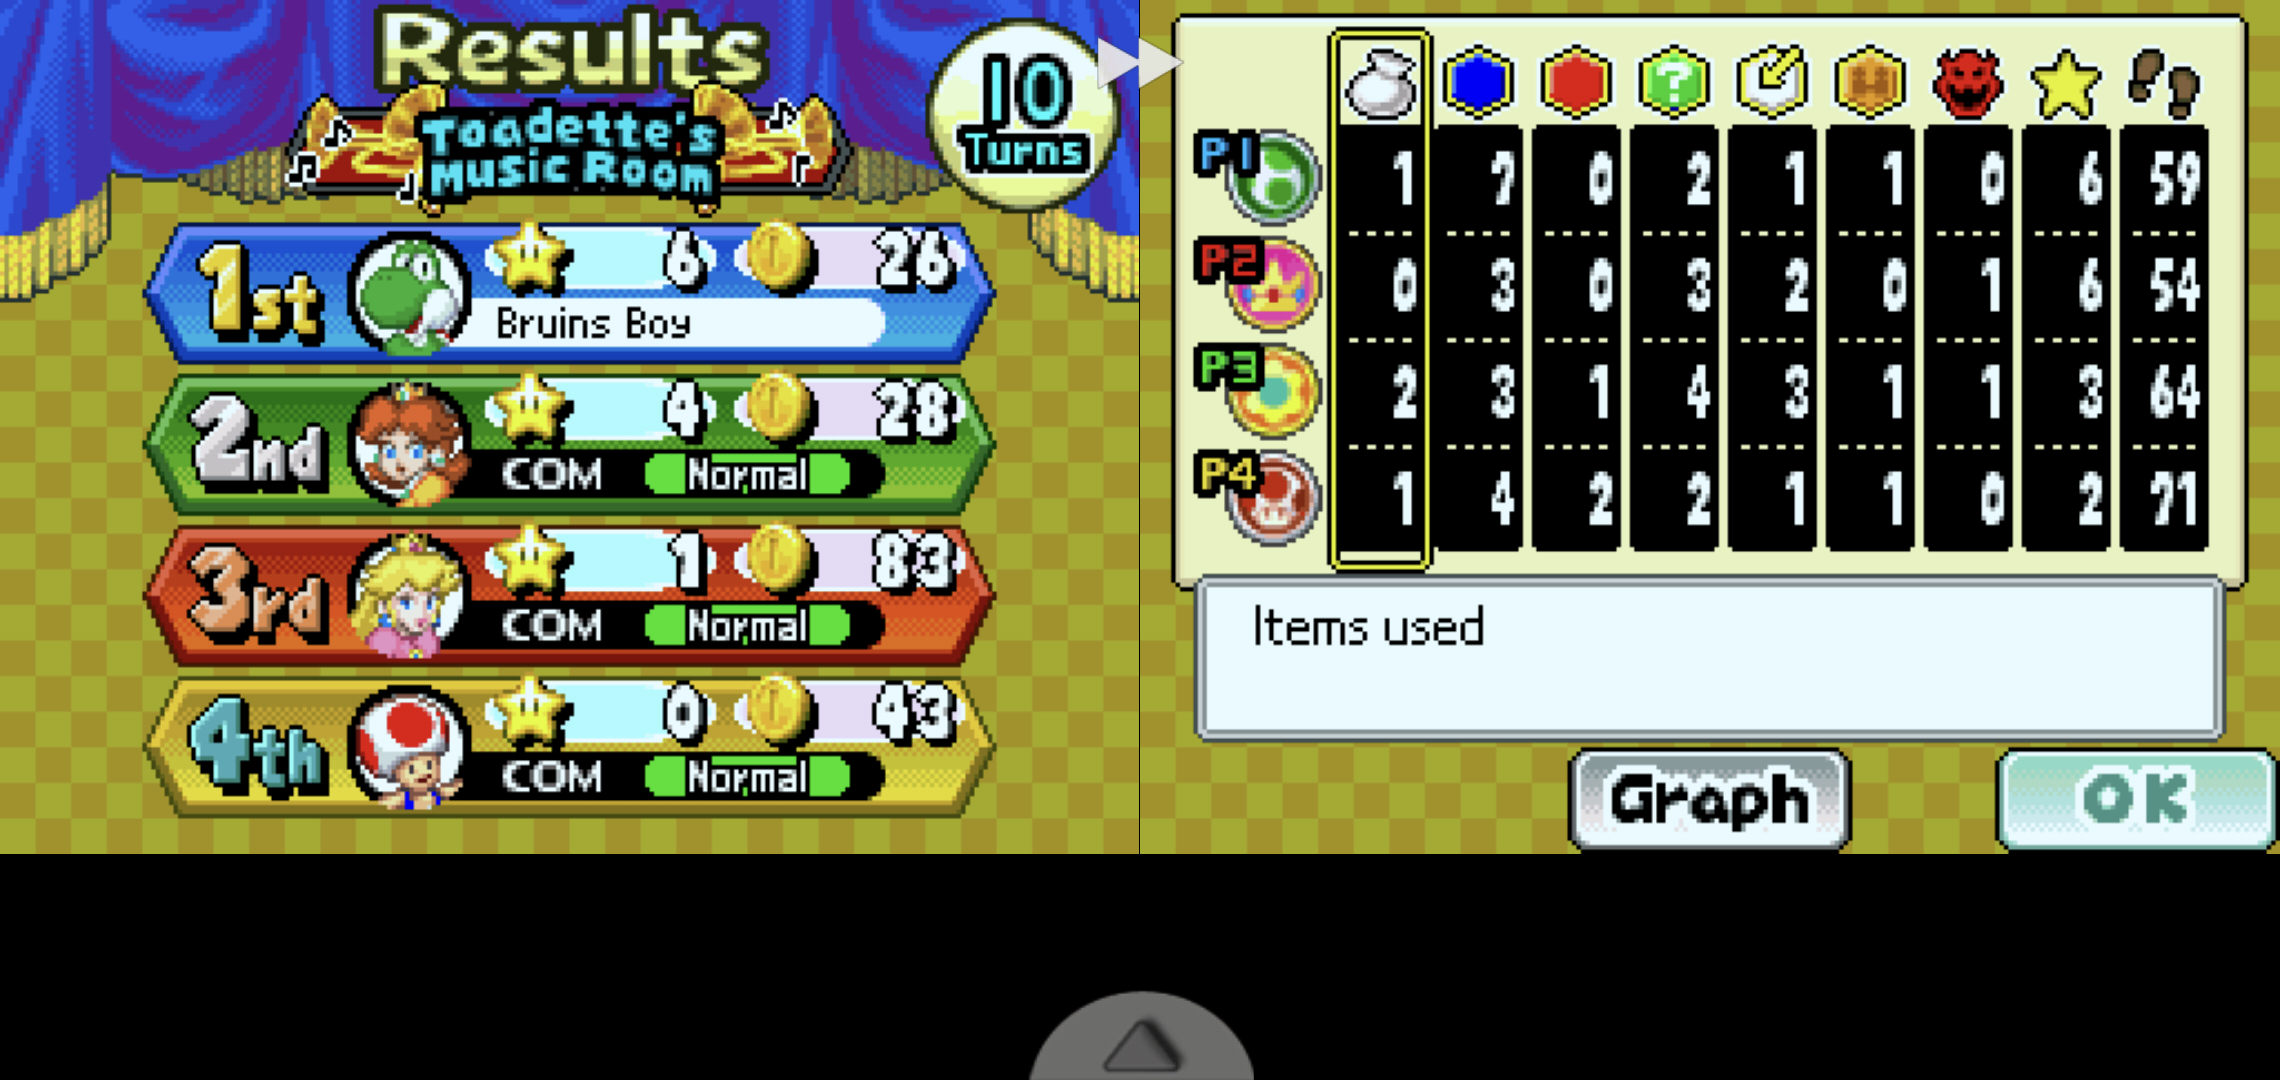 Results
Toadette's
Music Room
10
Turns
1st 6 26
Bruins Boy
2nd 4 28
COM Normal
3rd 1 83
COM Normal
4th 0 43
COM Normal
?
P1 1 7 0 2 1 1 0 6 59
P2 0 3 0 3 2 0 1 6 54
P3 2 3 1 4 3 1 1 3 64
P4 1 4 2 2 1 1 0 2 71
Items used
Graph OK